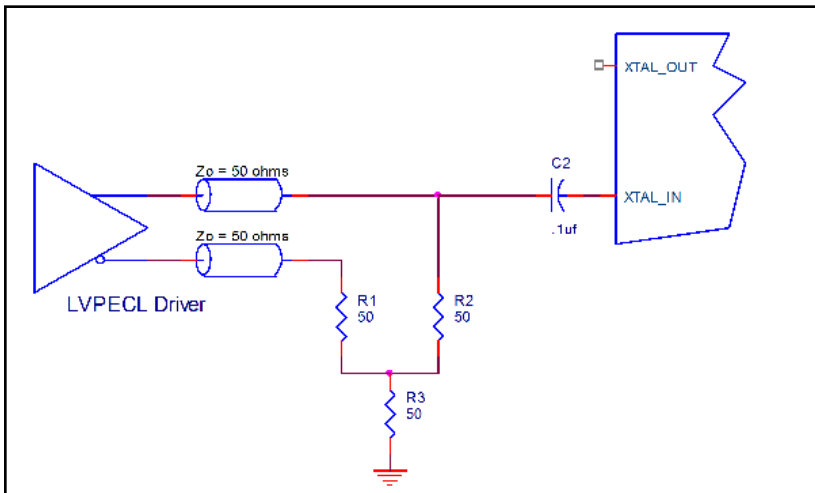 XTAL_OUT
Zo = 50 ohms
C2
XTAL_IN
.1uf
Zo = 50 ohms
LVPECL Driver
R1
50
R2
50
R3
50